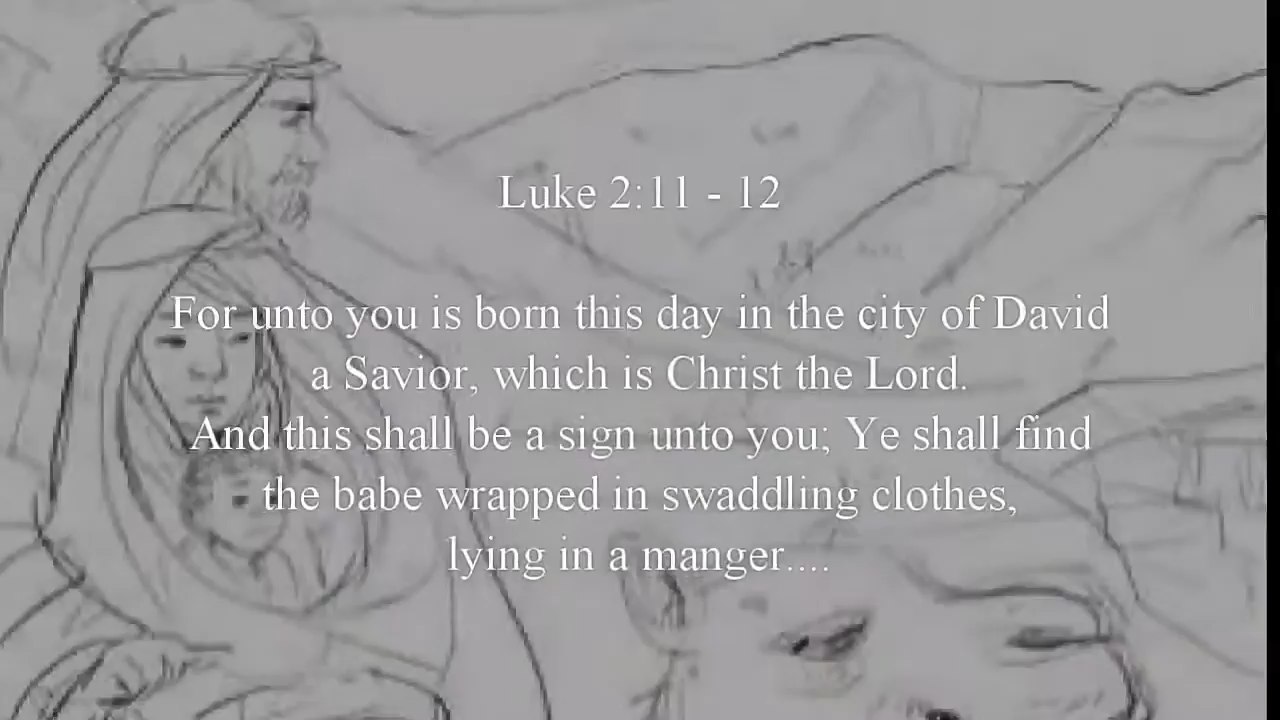 Luke 2:11 - 12
For unto you is born this day in the city of David
a Savior, which is Christ the Lord.
And this shall be a sign unto you; Ye shall find
the babe wrapped in swaddling clothes,
lying in a manger....